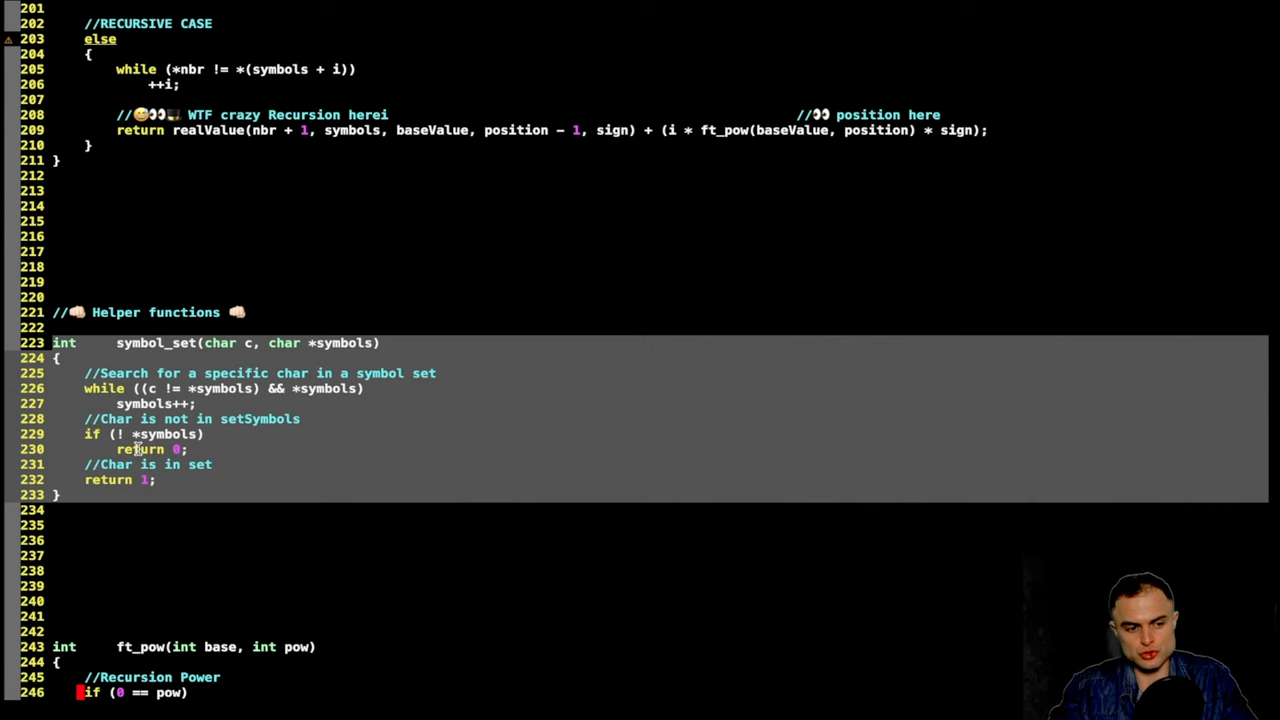 201
202 //RECURSIVE CASE
203 else
204 {
205 while (*nbr != *(symbols + i))
206 ++i;
207
208 //😅👀 WTF crazy Recursion herei //👀 position here
209 return realValue(nbr + 1, symbols, baseValue, position - 1, sign) + (i * ft_pow(baseValue, position) * sign);
210 }
211 }
212
213
214
215
216
217
218
219
220
221 //👊🏻 Helper functions 👊🏻
222
223 int symbol_set(char c, char *symbols)
224 {
225 //Search for a specific char in a symbol set
226 while ((c != *symbols) && *symbols)
227 symbols++;
228 //Char is not in setSymbols
229 if (! *symbols)
230 return 0;
231 //Char is in set
232 return 1;
233 }
234
235
236
237
238
239
240
241
242
243 int ft_pow(int base, int pow)
244 {
245 //Recursion Power
246 if (0 == pow)